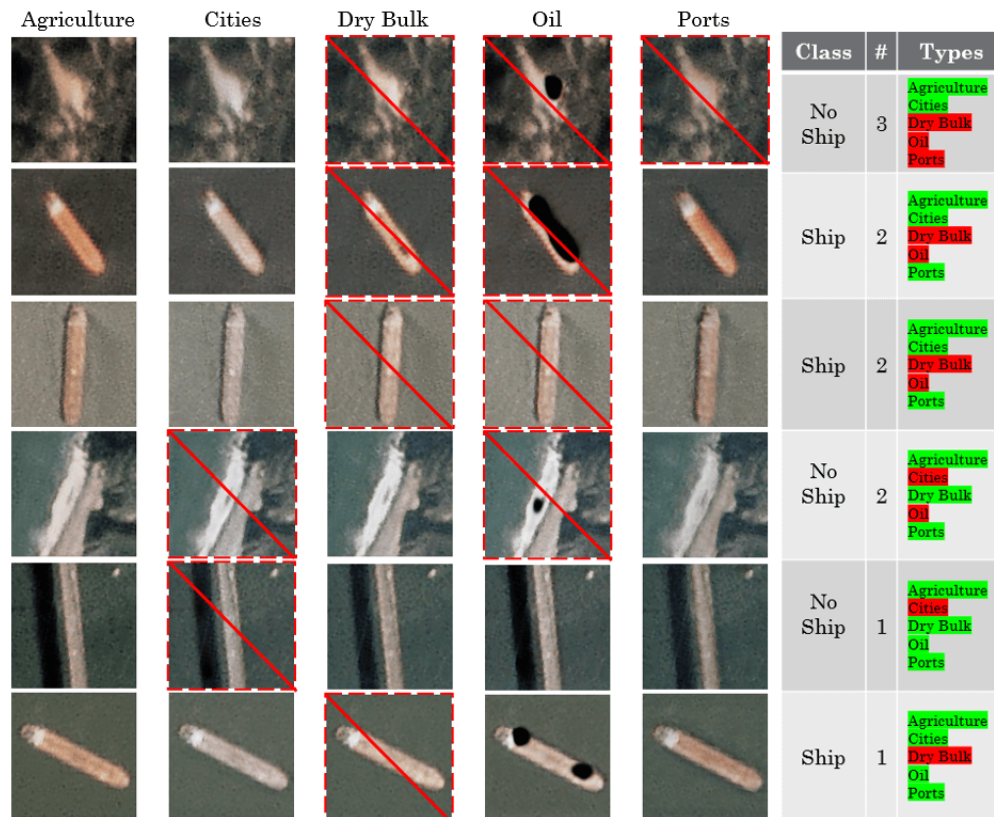 Agriculture Cities Dry Bulk Oil Ports
Class # Types
No Ship 3
Agriculture
Cities
Dry Bulk
Oil
Ports
Ship 2
Agriculture
Cities
Dry Bulk
Oil
Ports
Ship 2
Agriculture
Cities
Dry Bulk
Oil
Ports
No Ship 2
Agriculture
Cities
Dry Bulk
Oil
Ports
No Ship 1
Agriculture
Cities
Dry Bulk
Oil
Ports
Ship 1
Agriculture
Cities
Dry Bulk
Oil
Ports